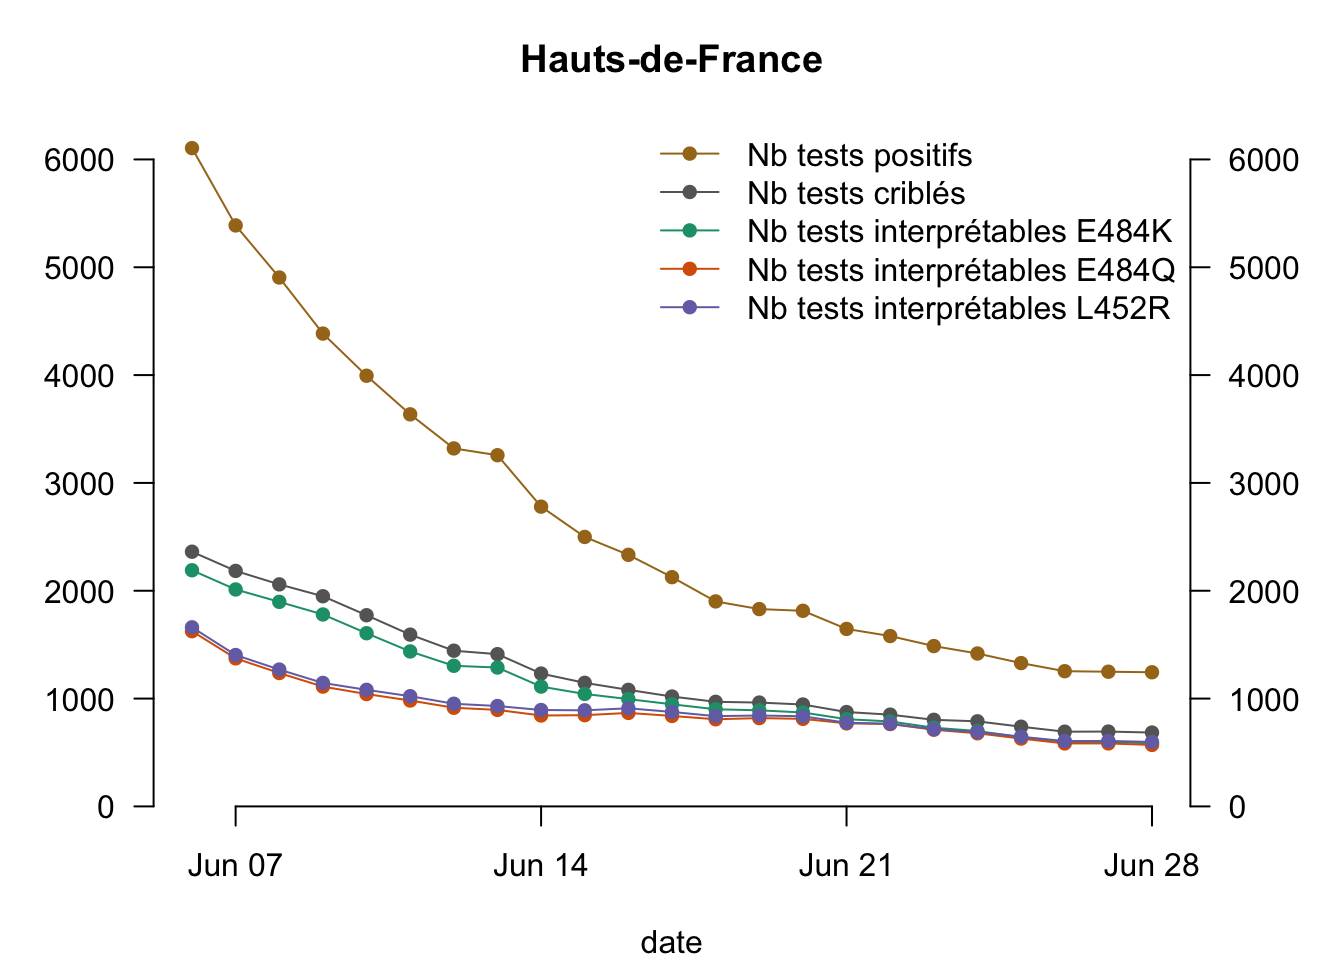 Hauts-de-France
Nb tests positifs
Nb tests criblés
Nb tests interprétables E484K
Nb tests interprétables E484Q
Nb tests interprétables L452R
6000
5000
4000
3000
2000
1000
0
6000
5000
4000
3000
2000
1000
0
Jun 07 Jun 14 Jun 21 Jun 28
date